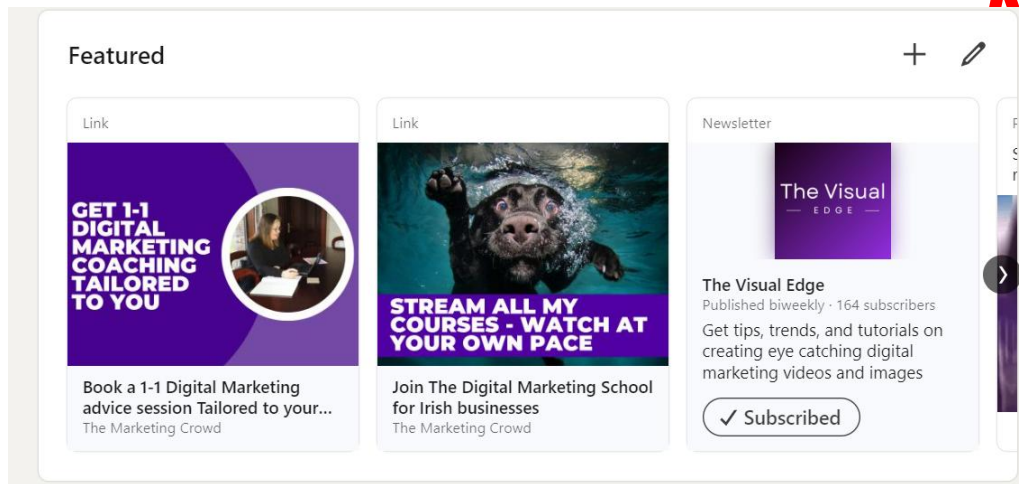 Featured
Link
GET 1-1
DIGITAL
MARKETING
COACHING
TAILORED
TO YOU
Book a 1-1 Digital Marketing
advice session Tailored to your...
The Marketing Crowd
Link
STREAM ALL MY
COURSES - WATCH AT
YOUR OWN PACE
Join The Digital Marketing School
for Irish businesses
The Marketing Crowd
Newsletter
The Visual
EDGE
The Visual Edge
Published biweekly · 164 subscribers
Get tips, trends, and tutorials on
creating eye catching digital
marketing videos and images
✓ Subscribed